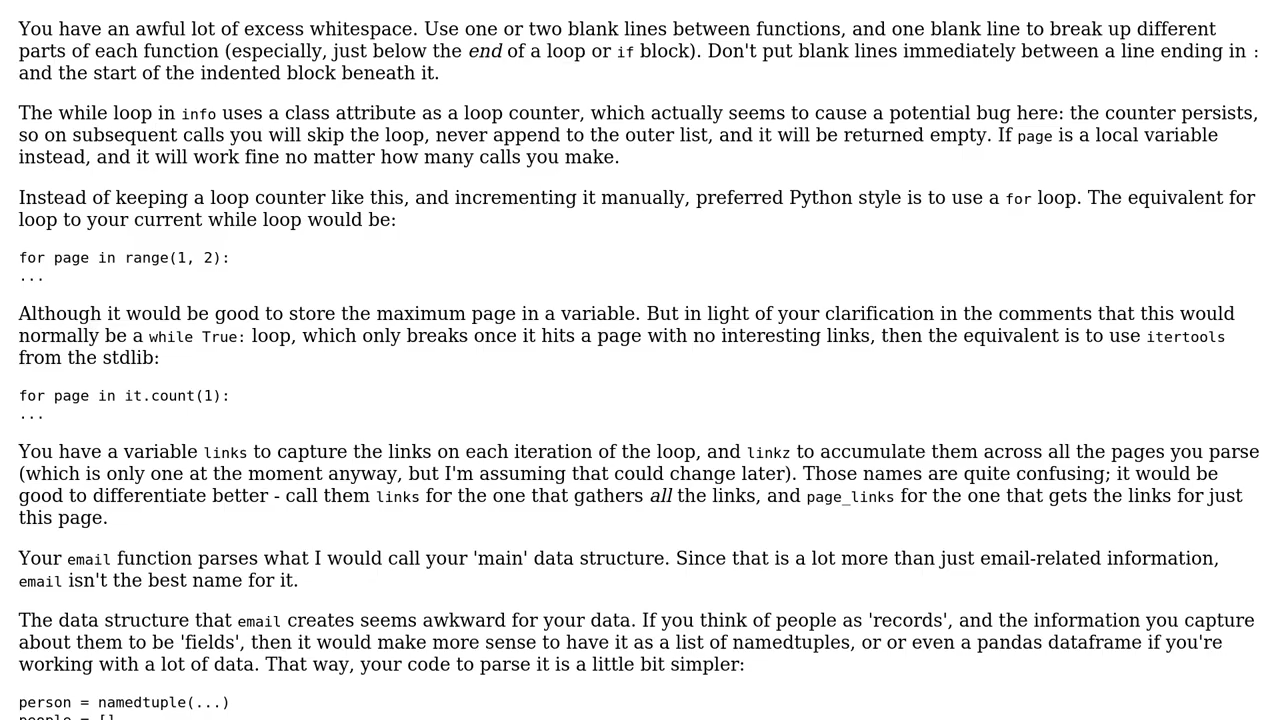 You have an awful lot of excess whitespace. Use one or two blank lines between functions, and one blank line to break up different
parts of each function (especially, just below the end of a loop or if block). Don't put blank lines immediately between a line ending in :
and the start of the indented block beneath it.
The while loop in info uses a class attribute as a loop counter, which actually seems to cause a potential bug here: the counter persists,
so on subsequent calls you will skip the loop, never append to the outer list, and it will be returned empty. If page is a local variable
instead, and it will work fine no matter how many calls you make.
Instead of keeping a loop counter like this, and incrementing it manually, preferred Python style is to use a for loop. The equivalent for
loop to your current while loop would be:
for page in range(1, 2):
...
Although it would be good to store the maximum page in a variable. But in light of your clarification in the comments that this would
normally be a while True: loop, which only breaks once it hits a page with no interesting links, then the equivalent is to use itertools
from the stdlib:
for page in it.count(1):
...
You have a variable links to capture the links on each iteration of the loop, and linkz to accumulate them across all the pages you parse
(which is only one at the moment anyway, but I'm assuming that could change later). Those names are quite confusing; it would be
good to differentiate better - call them links for the one that gathers all the links, and page_links for the one that gets the links for just
this page.
Your email function parses what I would call your 'main' data structure. Since that is a lot more than just email-related information,
email isn't the best name for it.
The data structure that email creates seems awkward for your data. If you think of people as 'records', and the information you capture
about them to be 'fields', then it would make more sense to have it as a list of namedtuples, or or even a pandas dataframe if you're
working with a lot of data. That way, your code to parse it is a little bit simpler:
person = namedtuple(...)
people = []